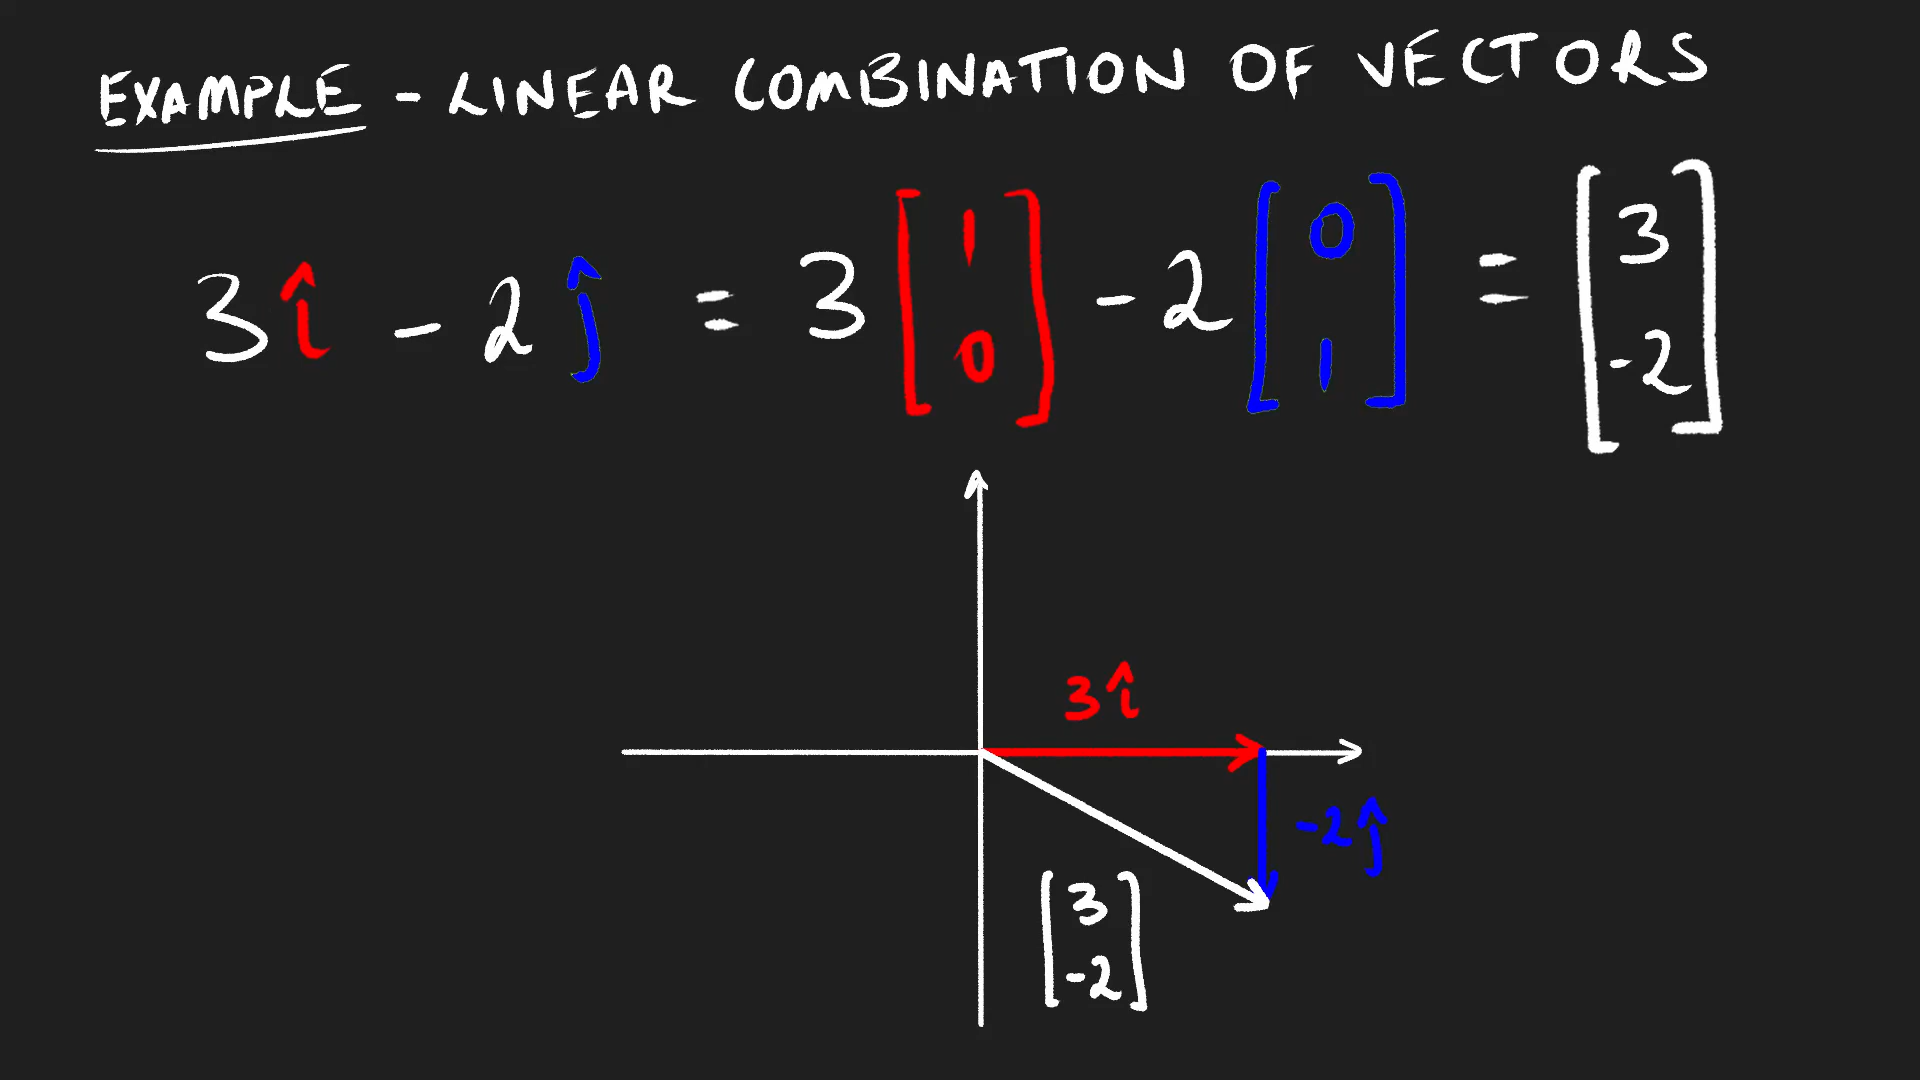 EXAMPLE - LINEAR COMBINATION OF VECTORS
3î - 2ĵ = 3[1 0] - 2[0 1] = [3 -2]
3î
-2ĵ
[3 -2]